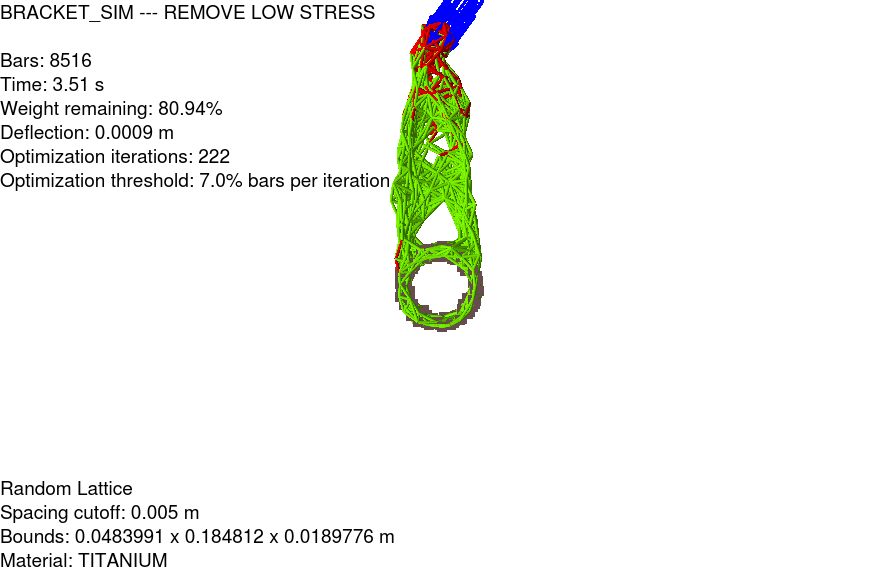 BRACKET_SIM --- REMOVE LOW STRESS
Bars: 8516
Time: 3.51 s
Weight remaining: 80.94%
Deflection: 0.0009 m
Optimization iterations: 222
Optimization threshold: 7.0% bars per iteration
Random Lattice
Spacing cutoff: 0.005 m
Bounds: 0.0483991 x 0.184812 x 0.0189776 m
Material: TITANIUM